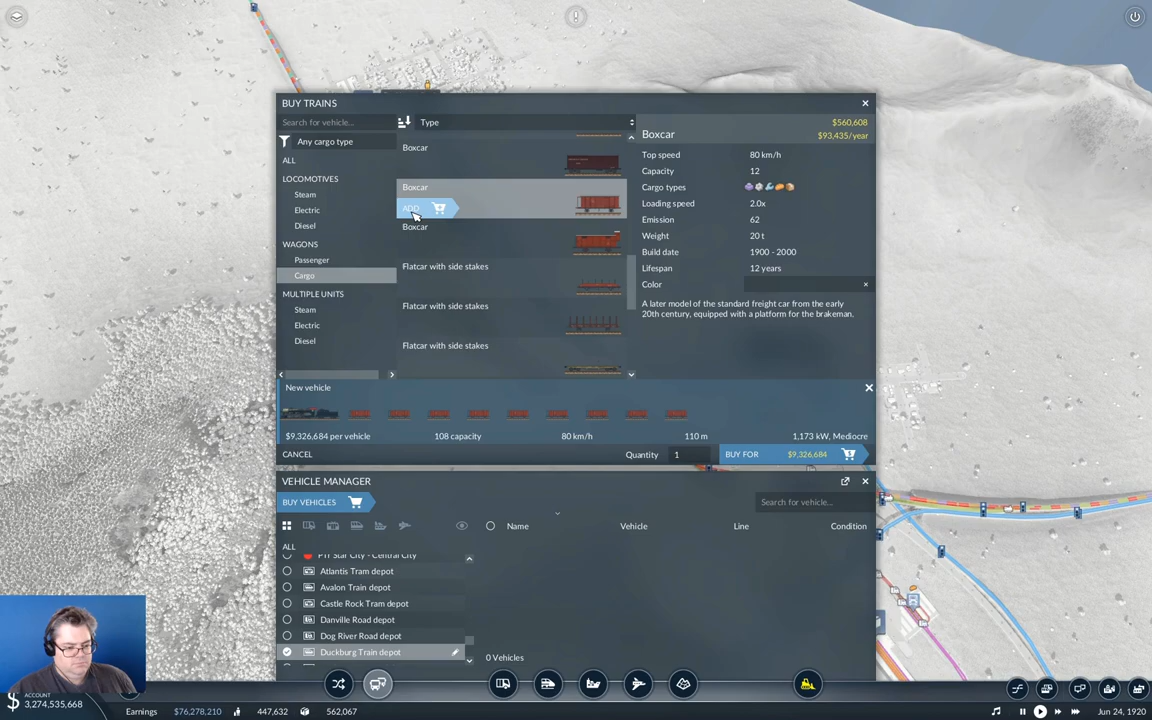 BUY TRAINS
Search for vehicle...
Type
Any cargo type
ALL
LOCOMOTIVES
Steam
Electric
Diesel
WAGONS
Passenger
Cargo
MULTIPLE UNITS
Steam
Electric
Diesel
Boxcar
Boxcar
ADD
Boxcar
Flatcar with side stakes
Flatcar with side stakes
Flatcar with side stakes
$560,608
Boxcar
$93,435/year
Top speed 80 km/h
Capacity 12
Cargo types
Loading speed 2.0x
Emission 62
Weight 20 t
Build date 1900 - 2000
Lifespan 12 years
Color
A later model of the standard freight car from the early
20th century, equipped with a platform for the brakeman.
New vehicle
$9,326,684 per vehicle 108 capacity 80 km/h 110 m 1,173 kW, Mediocre
CANCEL Quantity 1 BUY FOR $9,326,684
VEHICLE MANAGER
BUY VEHICLES
Search for vehicle...
Name Vehicle Line Condition
ALL
Star City - Central City
Atlantis Tram depot
Avalon Train depot
Castle Rock Tram depot
Danville Road depot
Dog River Road depot
Duckburg Train depot
0 Vehicles
$ ACCOUNT
3,274,535,668
Earnings $76,278,210 447,632 562,067
Jun 24, 1920